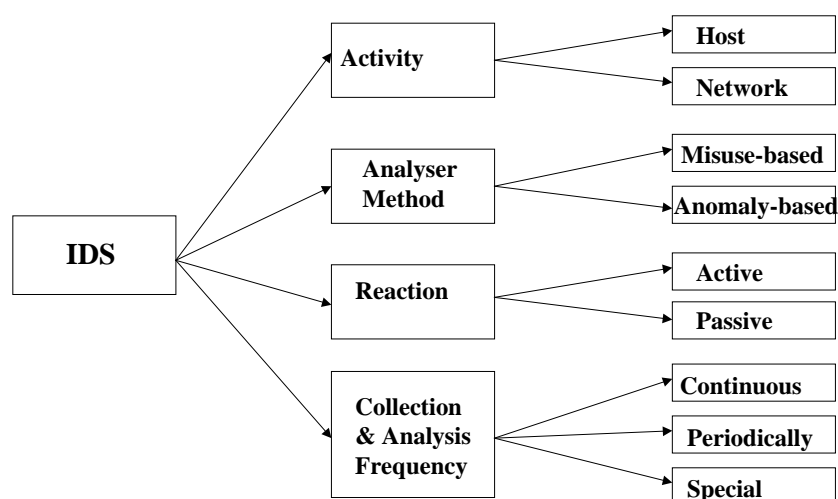 IDS
Activity
Host
Network
Analyser
Method
Misuse-based
Anomaly-based
Reaction
Active
Passive
Collection
& Analysis
Frequency
Continuous
Periodically
Special